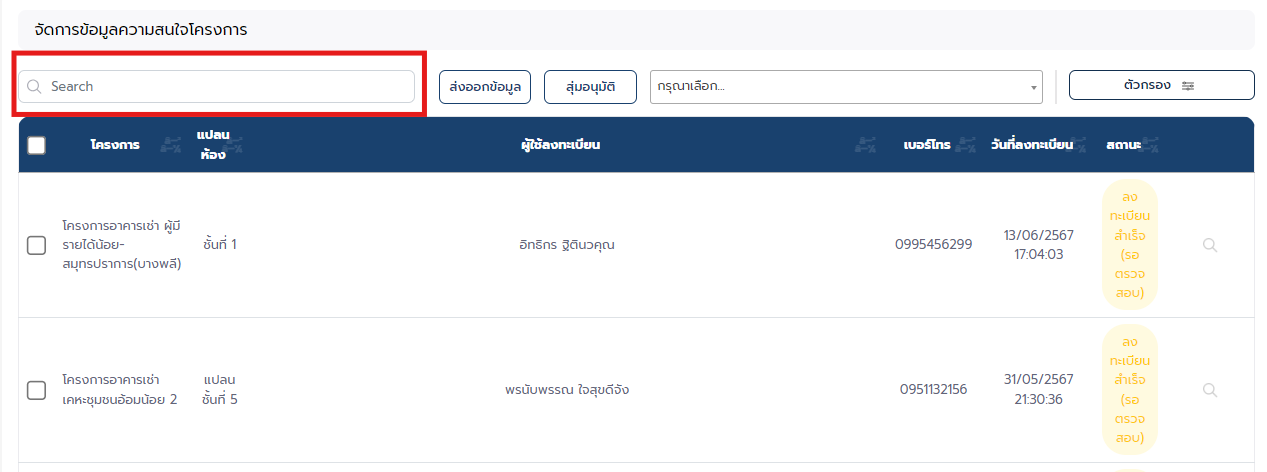 จัดการข้อมูลความสนใจโครงการ
Search
ส่งออกข้อมูล
สุ่มอนุมัติ
กรุณาเลือก...
ตัวกรอง
โครงการ
แปลน
ห้อง
ผู้ใช้ลงทะเบียน
เบอร์โทร
วันที่ลงทะเบียน
สถานะ
โครงการอาคารเช่า ผู้มี
รายได้น้อย-
สมุทรปราการ(บางพลี)
ชั้นที่ 1
อิทธิกร ฐิตินวคุณ
0995456299
13/06/2567
17:04:03
ลง
ทะเบียน
สำเร็จ
(รอ
ตรวจ
สอบ)
โครงการอาคารเช่า
เคหะชุมชนอ้อมน้อย 2
แปลน
ชั้นที่ 5
พรนับพรรณ ใจสุขดีจัง
0951132156
31/05/2567
21:30:36
ลง
ทะเบียน
สำเร็จ
(รอ
ตรวจ
สอบ)